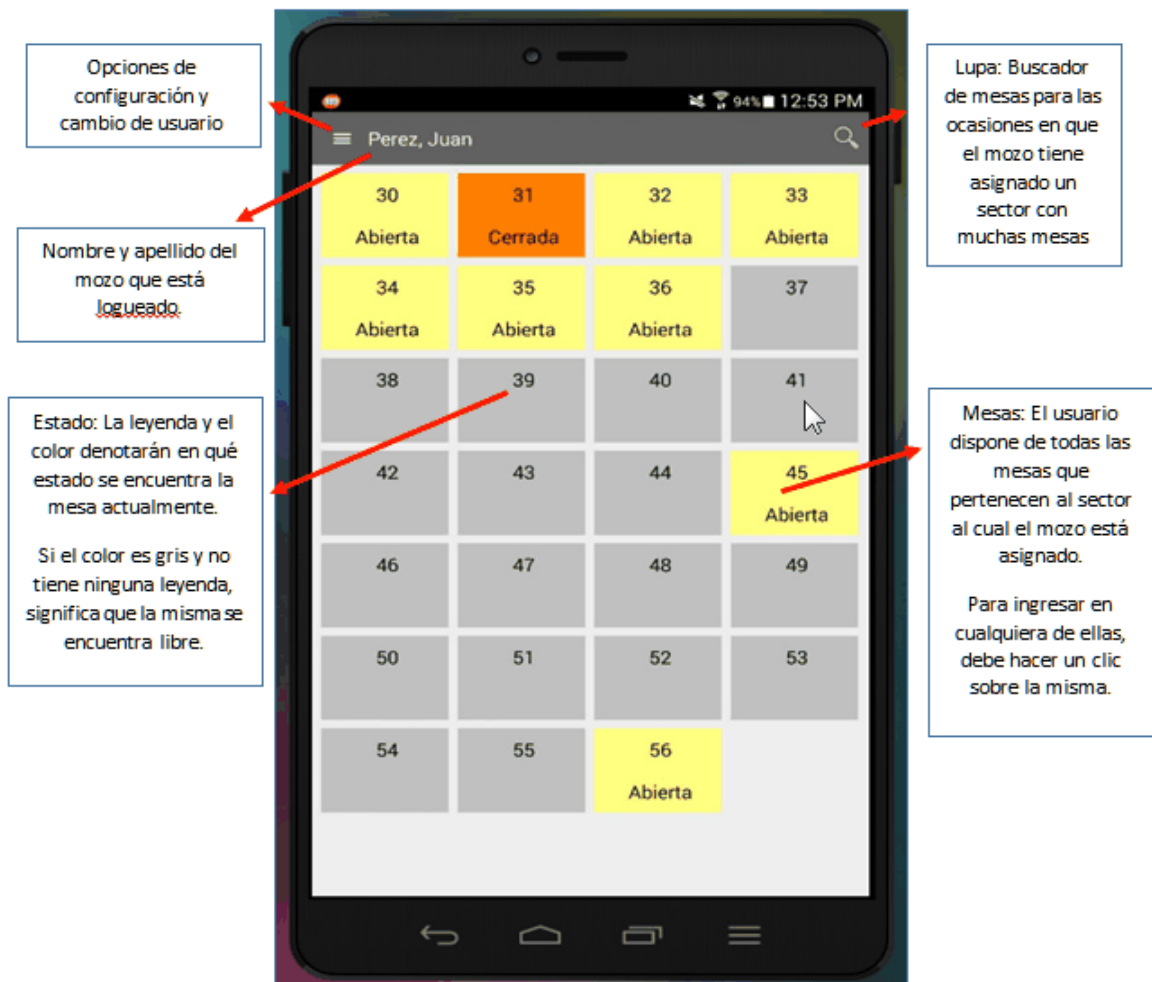 Opciones de
configuración y
cambio de usuario
Nombre y apellido del
mozo que está
logueado.
Estado: La leyenda y el
color denotarán en qué
estado se encuentra la
mesa actualmente.
Si el color es gris y no
tiene ninguna leyenda,
significa que la misma se
encuentra libre.
94% 12:53 PM
Perez, Juan
30 31 32 33
Abierta Cerrada Abierta Abierta
34 35 36 37
Abierta Abierta Abierta
38 39 40 41
42 43 44 45
Abierta
46 47 48 49
50 51 52 53
54 55 56
Abierta
Lupa: Buscador
de mesas para las
ocasiones en que
el mozo tiene
asignado un
sector con
muchas mesas
Mesas: El usuario
dispone de todas las
mesas que
pertenecen al sector
al cual el mozo está
asignado.
Para ingresar en
cualquiera de ellas,
debe hacer un clic
sobre la misma.